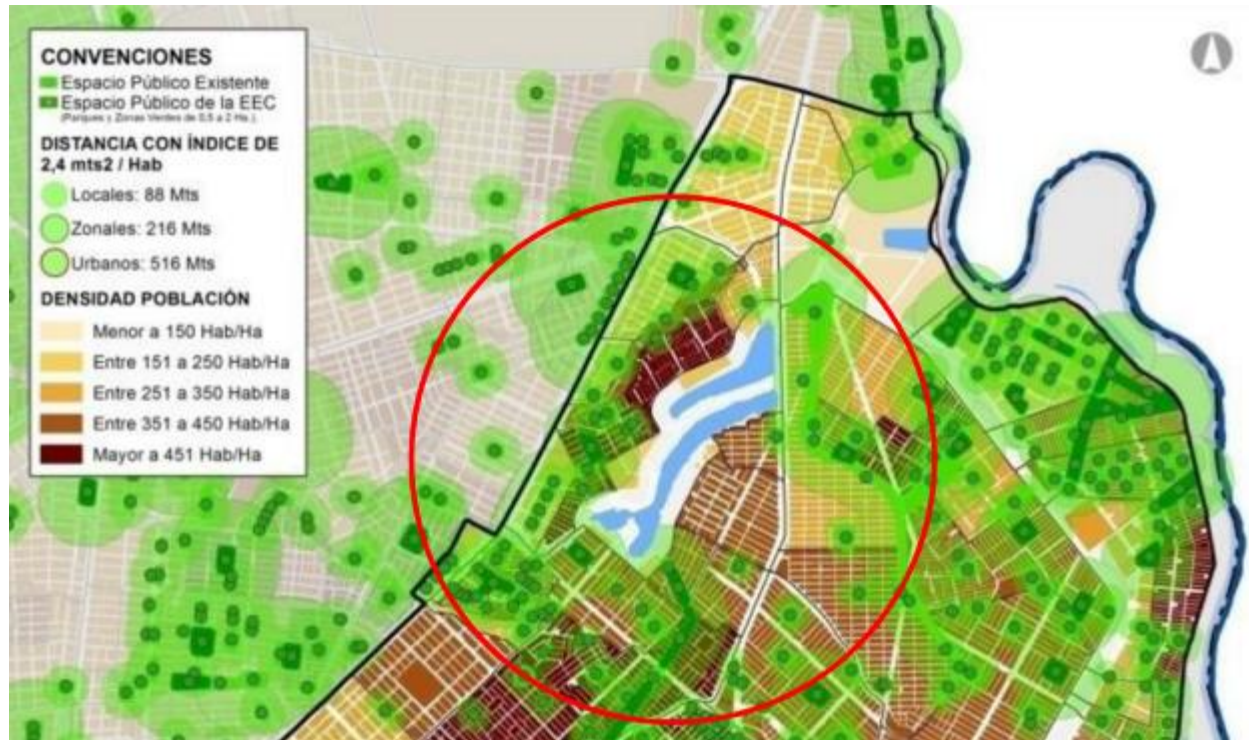 CONVENCIONES
Espacio Público Existente
Espacio Público de la EEC
(Parques y Zonas Verdes de 0.5 a 2 Ha.)
DISTANCIA CON ÍNDICE DE
2,4 mts2 / Hab
Locales: 88 Mts
Zonales: 216 Mts
Urbanos: 516 Mts
DENSIDAD POBLACIÓN
Menor a 150 Hab/Ha
Entre 151 a 250 Hab/Ha
Entre 251 a 350 Hab/Ha
Entre 351 a 450 Hab/Ha
Mayor a 451 Hab/Ha